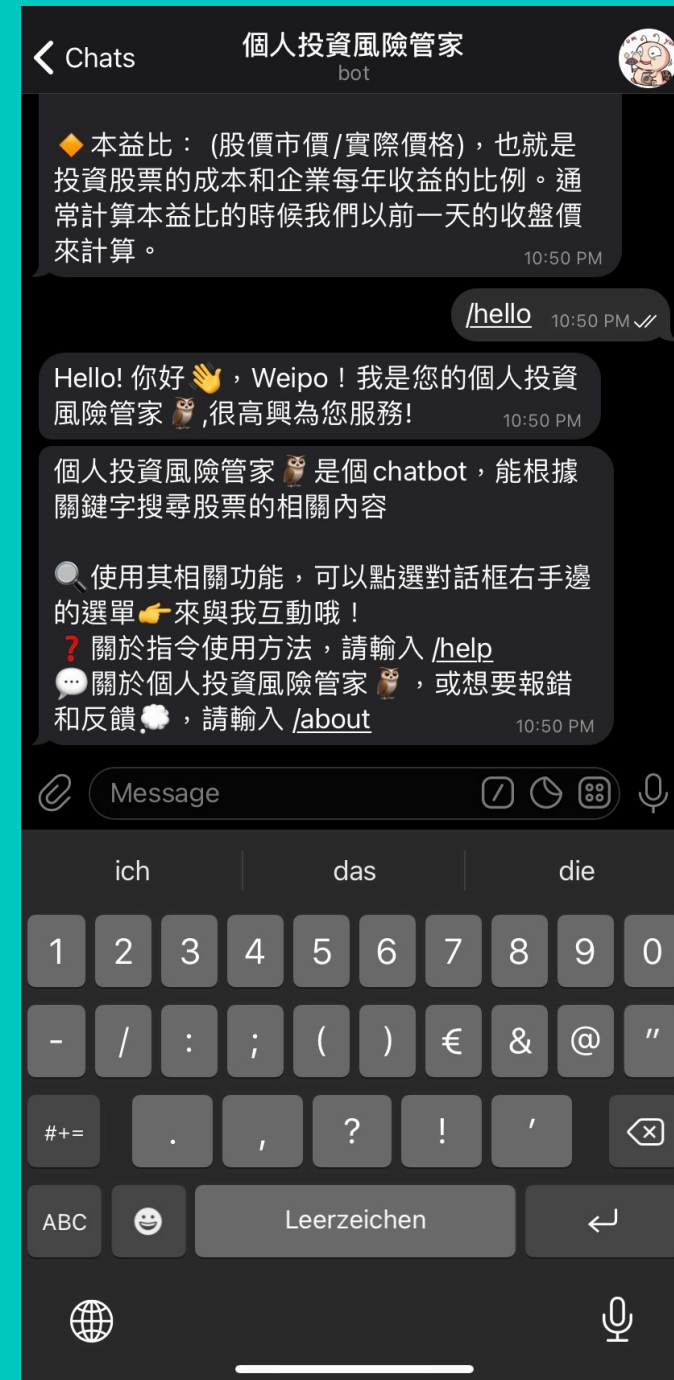 Chats
個人投資風險管家
bot
🔶本益比： (股價市價/實際價格)，也就是
投資股票的成本和企業每年收益的比例。通
常計算本益比的時候我們以前一天的收盤價
來計算。
10:50 PM
/hello 10:50 PM
Hello! 你好👋，Weipo！我是您的個人投資
風險管家🦉,很高興為您服務!
10:50 PM
個人投資風險管家🦉是個chatbot，能根據
關鍵字搜尋股票的相關內容
🔍使用其相關功能，可以點選對話框右手邊
的選單👉來與我互動哦！
❓關於指令使用方法，請輸入 /help
💬關於個人投資風險管家🦉，或想要報錯
和反饋💭，請輸入 /about
10:50 PM
Message
ich das die
1 2 3 4 5 6 7 8 9 0
- / : ; ( ) € & @ "
#+= . , ? ! '
ABC Leerzeichen